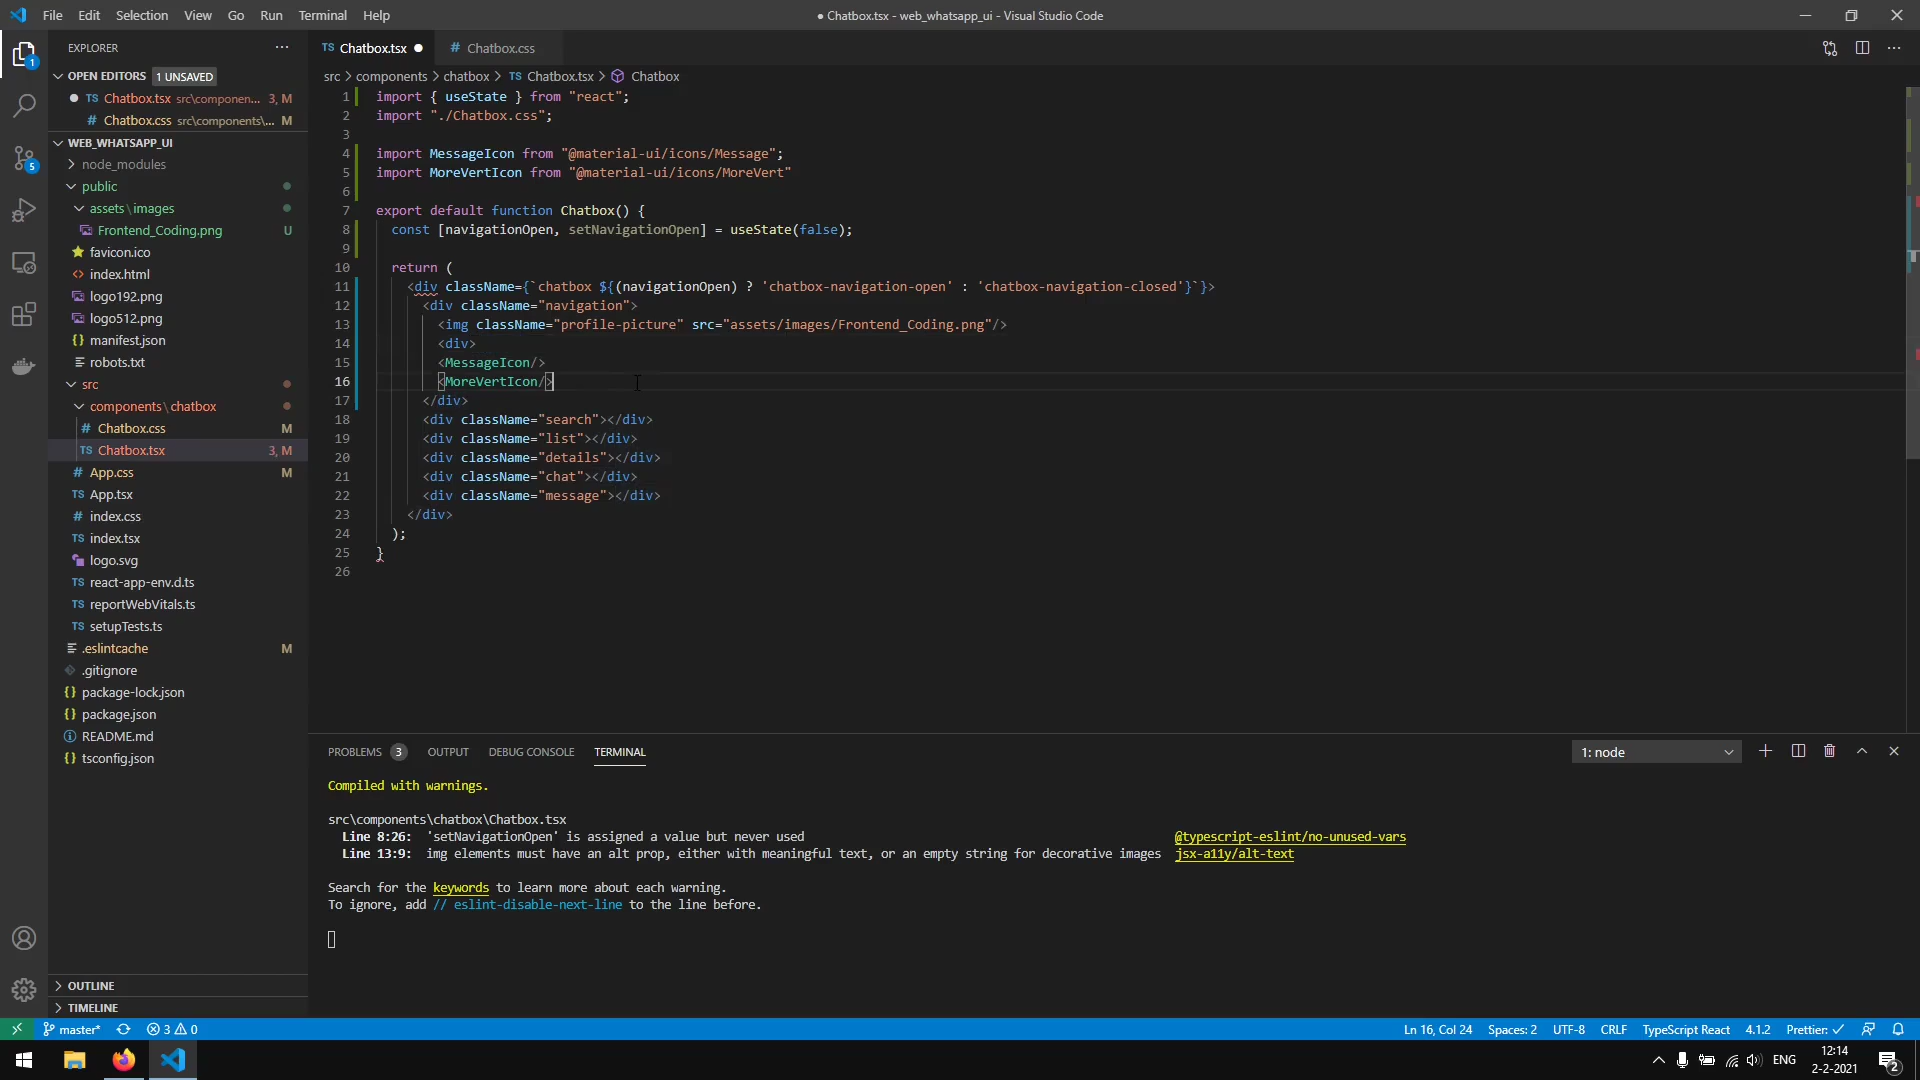 File Edit Selection View Go Run Terminal Help
● Chatbox.tsx - web_whatsapp_ui - Visual Studio Code
EXPLORER
TS Chatbox.tsx ●
# Chatbox.css
OPEN EDITORS 1 UNSAVED
TS Chatbox.tsx src\componen... 3, M
# Chatbox.css src\components\... M
WEB_WHATSAPP_UI
node_modules
public
assets\images
Frontend_Coding.png U
favicon.ico
<> index.html
logo192.png
logo512.png
{} manifest.json
robots.txt
src
components\chatbox
# Chatbox.css M
TS Chatbox.tsx 3, M
# App.css M
TS App.tsx
# index.css
TS index.tsx
logo.svg
TS react-app-env.d.ts
TS reportWebVitals.ts
TS setupTests.ts
.eslintcache M
.gitignore
{} package-lock.json
{} package.json
README.md
{} tsconfig.json
OUTLINE
TIMELINE
1
5
src > components > chatbox > TS Chatbox.tsx > Chatbox
1 import { useState } from "react";
2 import "./Chatbox.css";
3
4 import MessageIcon from "@material-ui/icons/Message";
5 import MoreVertIcon from "@material-ui/icons/MoreVert"
6
7 export default function Chatbox() {
8 const [navigationOpen, setNavigationOpen] = useState(false);
9
10 return (
11 <div className={`chatbox ${(navigationOpen) ? 'chatbox-navigation-open' : 'chatbox-navigation-closed'}`}>
12 <div className="navigation">
13 <img className="profile-picture" src="assets/images/Frontend_Coding.png"/>
14 <div>
15 <MessageIcon/>
16 <MoreVertIcon/>
17 </div>
18 <div className="search"></div>
19 <div className="list"></div>
20 <div className="details"></div>
21 <div className="chat"></div>
22 <div className="message"></div>
23 </div>
24 );
25 }
26
PROBLEMS 3 OUTPUT DEBUG CONSOLE TERMINAL
1: node
Compiled with warnings.
src\components\chatbox\Chatbox.tsx
Line 8:26: 'setNavigationOpen' is assigned a value but never used @typescript-eslint/no-unused-vars
Line 13:9: img elements must have an alt prop, either with meaningful text, or an empty string for decorative images jsx-a11y/alt-text
Search for the keywords to learn more about each warning.
To ignore, add // eslint-disable-next-line to the line before.
master* 3 0
Ln 16, Col 24 Spaces: 2 UTF-8 CRLF TypeScript React 4.1.2 Prettier: ✓
ENG
12:14
2-2-2021
2